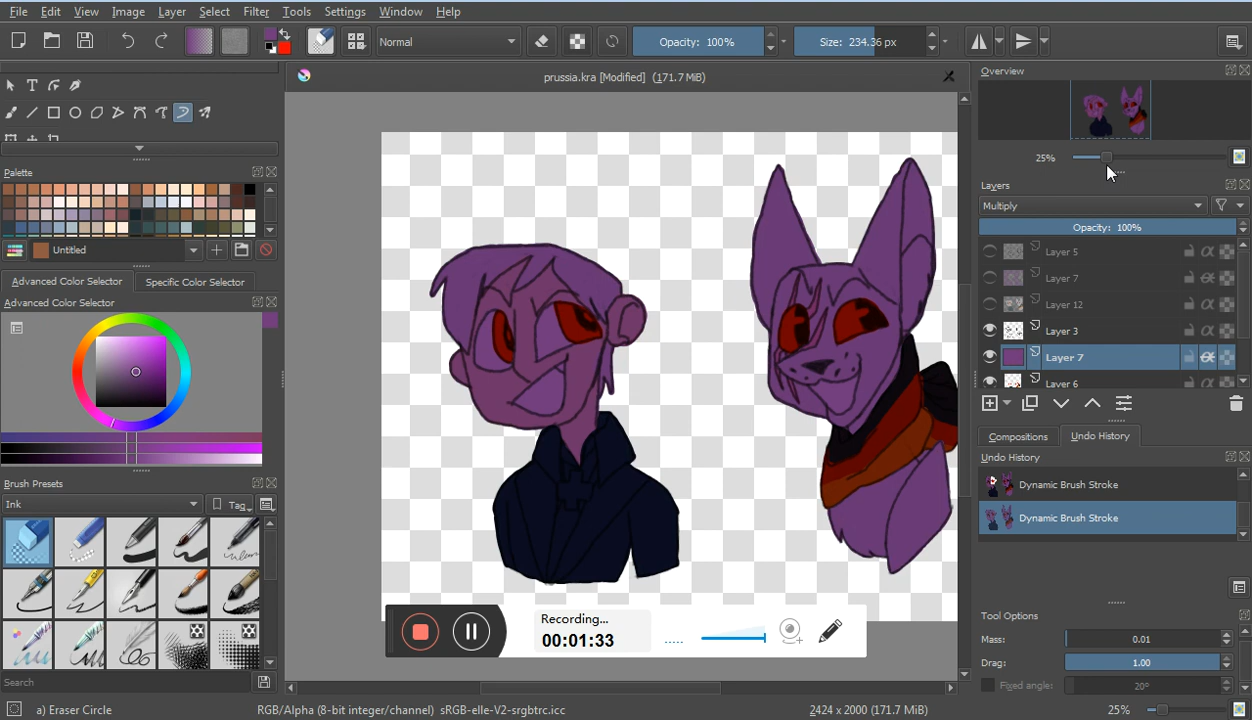 File Edit View Image Layer Select Filter Tools Settings Window Help
Normal Opacity: 100% Size: 234.36 px
prussia.kra [Modified] (171.7 MiB)
Overview
25%
Palette
Untitled
Advanced Color Selector Specific Color Selector
Advanced Color Selector
Brush Presets
Ink Tag
Search
Layers
Multiply
Opacity: 100%
Layer 5
Layer 7
Layer 12
Layer 3
Layer 7
Layer 6
Compositions Undo History
Undo History
Dynamic Brush Stroke
Dynamic Brush Stroke
Tool Options
Mass: 0.01
Drag: 1.00
Fixed angle: 20°
Recording...
00:01:33
a) Eraser Circle RGB/Alpha (8-bit integer/channel) sRGB-elle-V2-srgbtrc.icc 2424 x 2000 (171.7 MiB) 25%